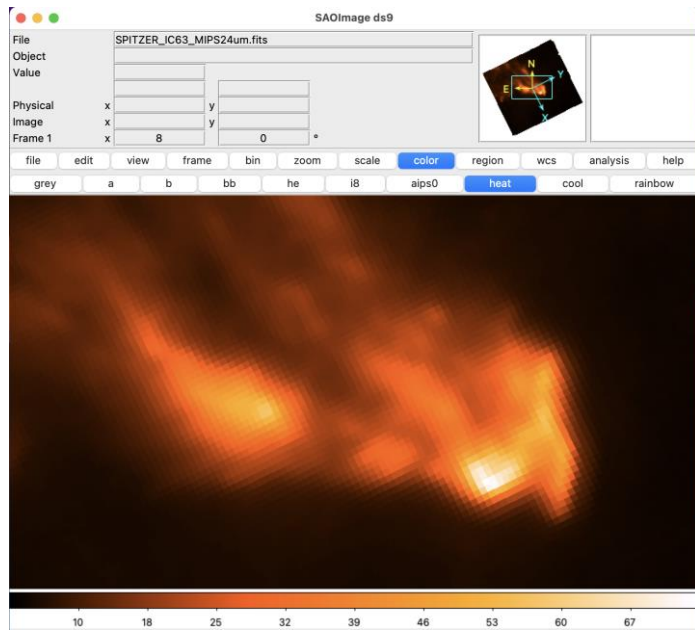 SAOImage ds9
File SPITZER_IC63_MIPS24um.fits
Object
Value
Physical x y
Image x y
Frame 1 x 8 0 °
N
E
Y
X
file edit view frame bin zoom scale color region wcs analysis help
grey a b bb he i8 aips0 heat cool rainbow
10 18 25 32 39 46 53 60 67